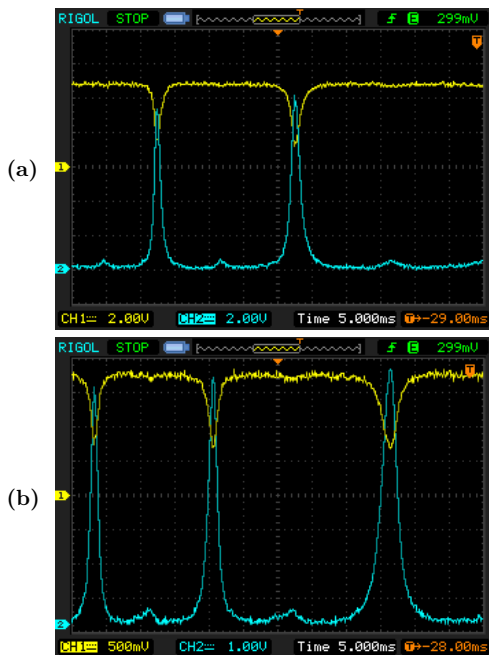 (a)
RIGOL STOP T f E 299mV
T
1
2
CH1 2.00V CH2 2.00V Time 5.000ms T→-29.00ms
(b)
RIGOL STOP T f E 299mV
T
1
2
CH1 500mV CH2 1.00V Time 5.000ms T→-28.00ms